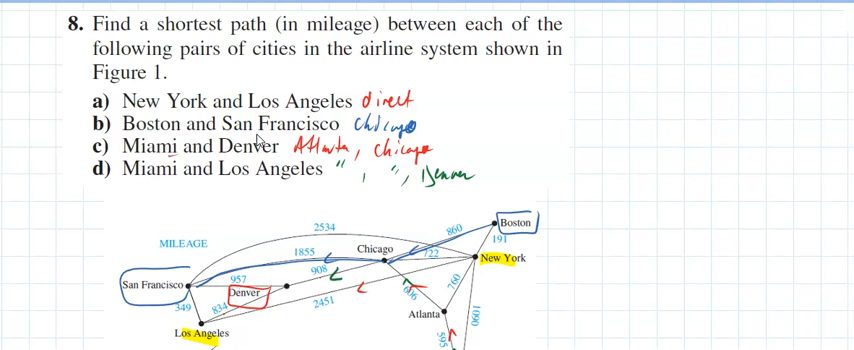 8. Find a shortest path (in mileage) between each of the
following pairs of cities in the airline system shown in
Figure 1.
a) New York and Los Angeles direct
b) Boston and San Francisco chicago
c) Miami and Denver Atlanta, chicago
d) Miami and Los Angeles " , ", Denver
2534
860
Boston
MILEAGE
191
1855
Chicago
722
New York
908
957
760
San Francisco
Denver
606
2451
349
834
Atlanta
1090
Los Angeles
595